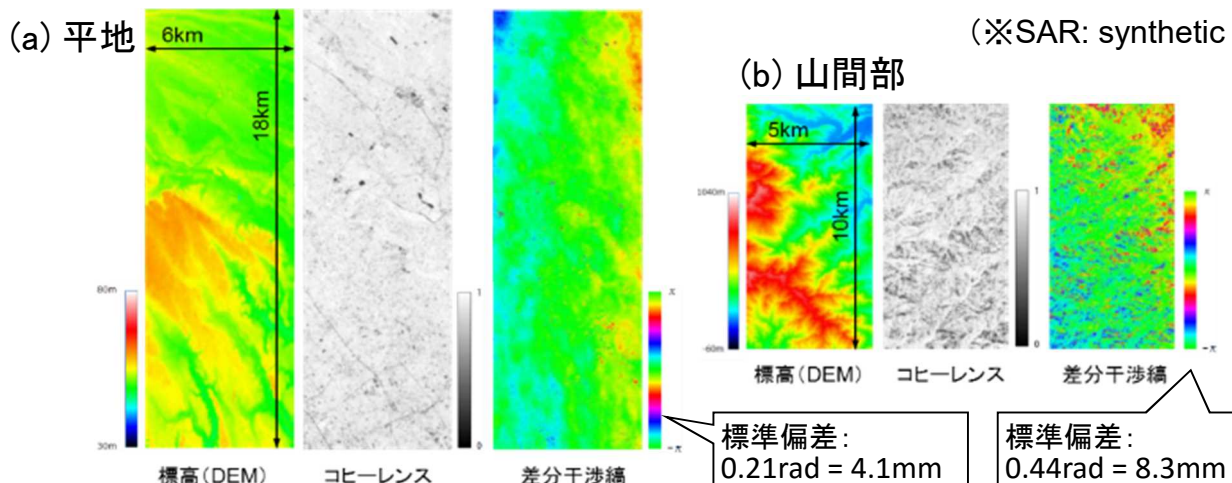 (a) 平地
6km
18km
80m
30m
標高(DEM)
1
0
コヒーレンス
π
-π
差分干渉縞
標準偏差:
0.21rad = 4.1mm
(※SAR: synthetic
(b) 山間部
5km
10km
1040m
-60m
標高(DEM)
1
0
コヒーレンス
π
-π
差分干渉縞
標準偏差:
0.44rad = 8.3mm